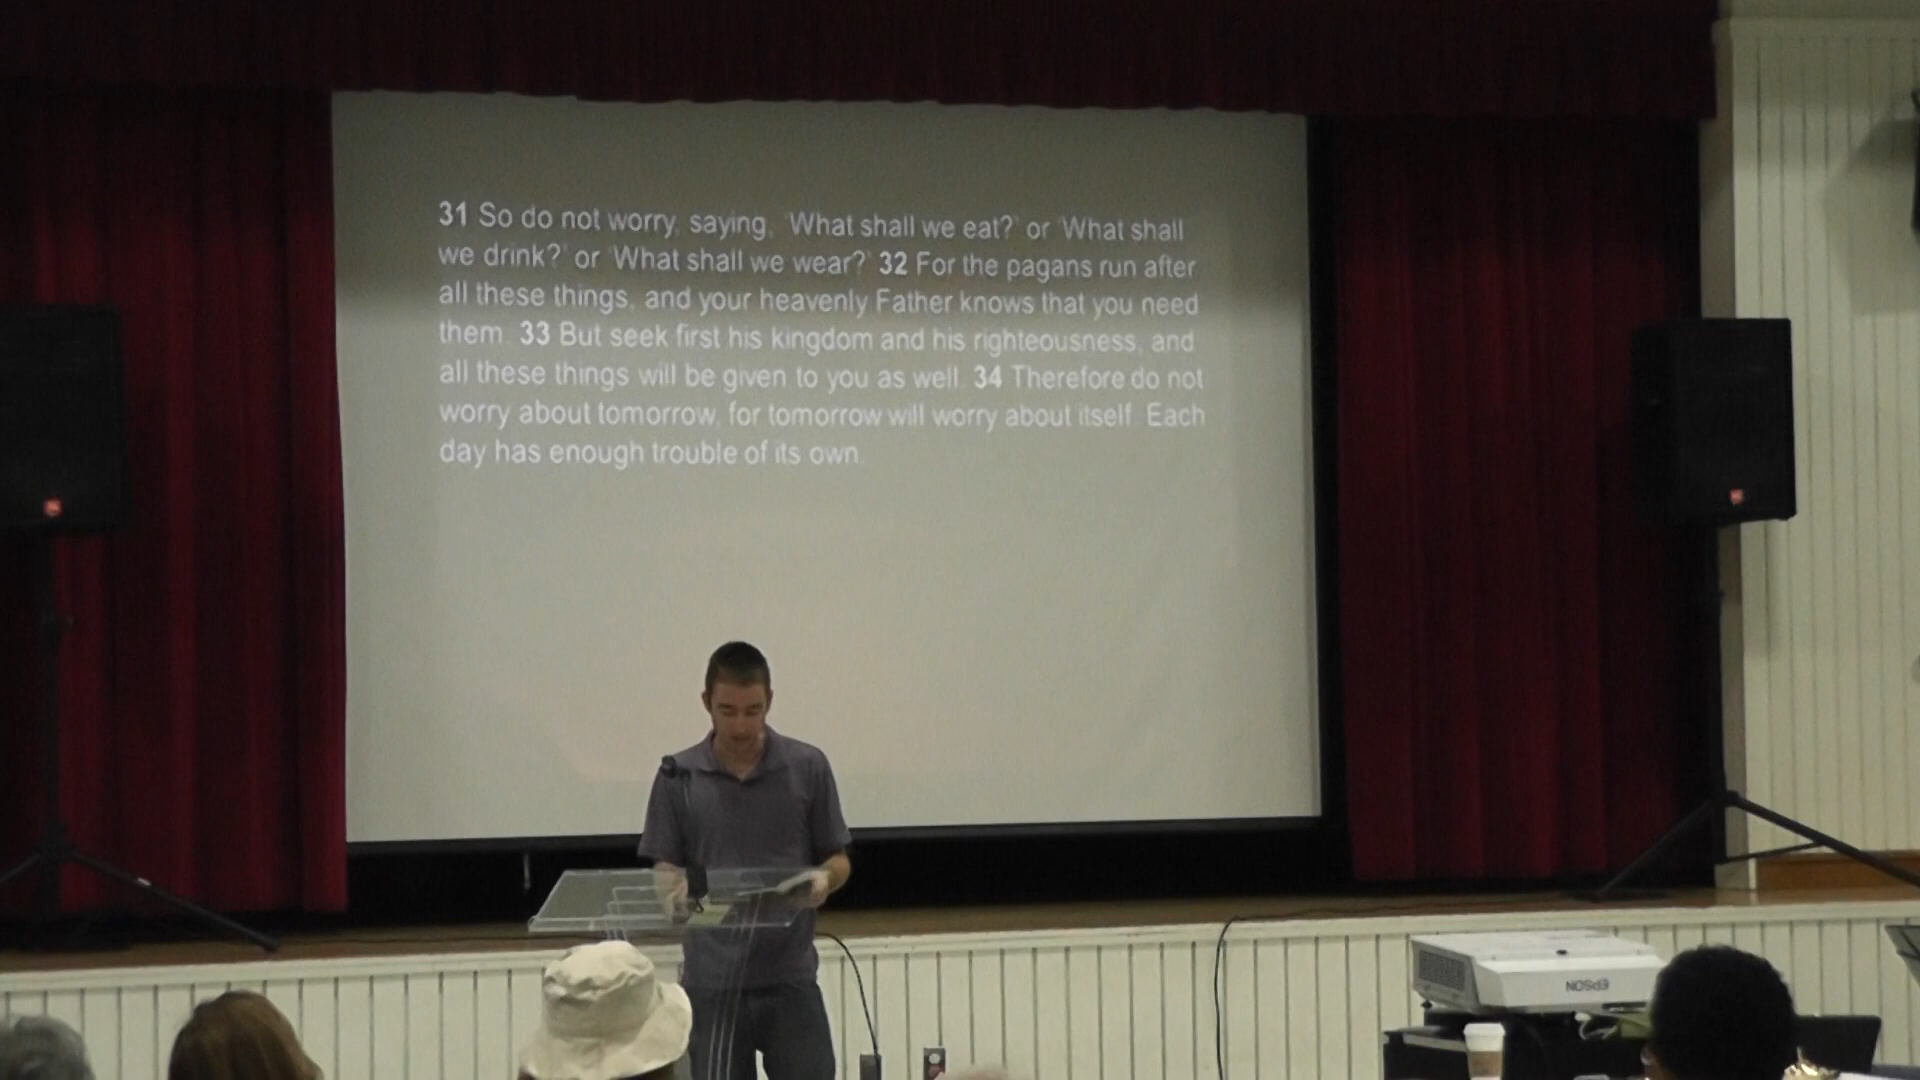 31 So do not worry, saying, 'What shall we eat?' or 'What shall
we drink?' or 'What shall we wear?' 32 For the pagans run after
all these things, and your heavenly Father knows that you need
them. 33 But seek first his kingdom and his righteousness, and
all these things will be given to you as well. 34 Therefore do not
worry about tomorrow, for tomorrow will worry about itself. Each
day has enough trouble of its own.
EPSON